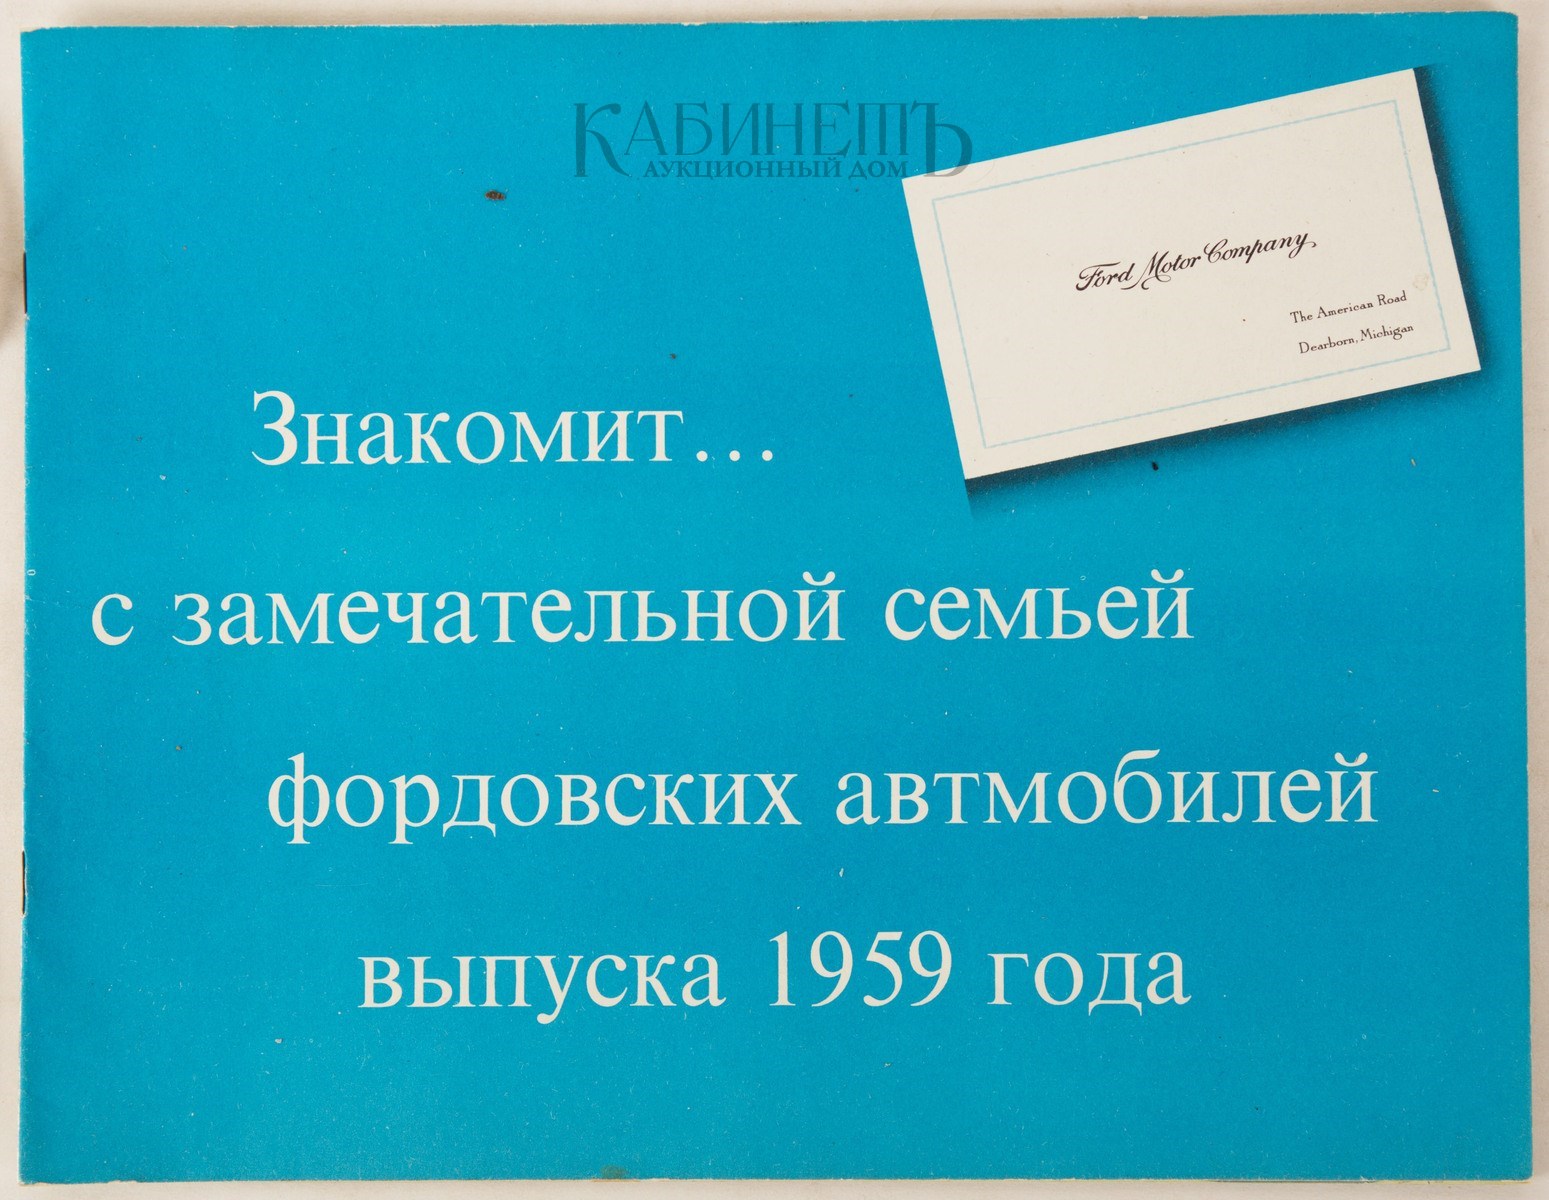 КАБИНЕТЪ
АУКЦИОННЫЙ ДОМ
Ford Motor Company
The American Road
Dearborn, Michigan
Знакомит...
с замечательной семьей
фордовских автмобилей
выпуска 1959 года